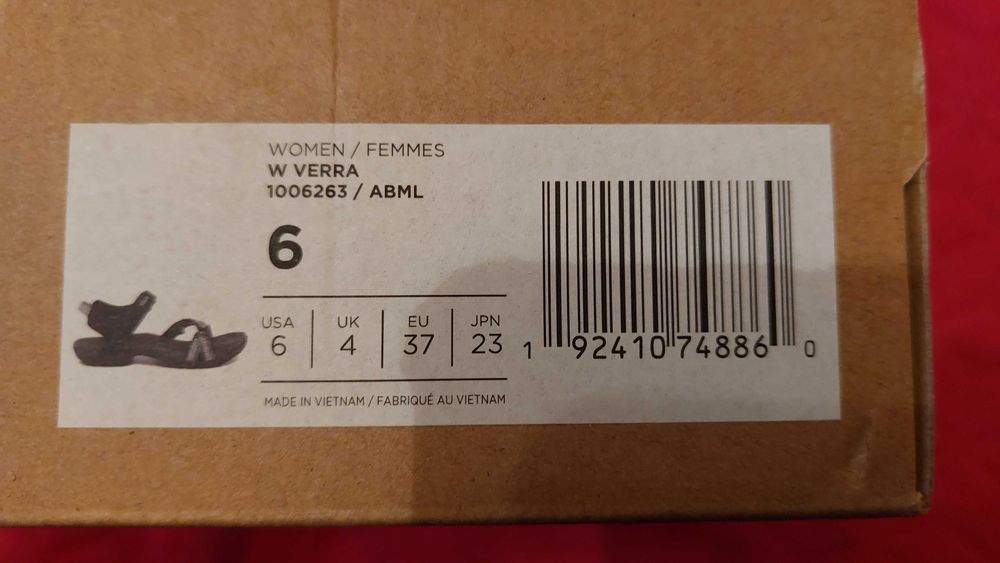 WOMEN / FEMMES
W VERRA
1006263 / ABML
6
USA UK EU JPN
6 4 37 23
MADE IN VIETNAM / FABRIQUÉ AU VIETNAM
1 92410 74886 0